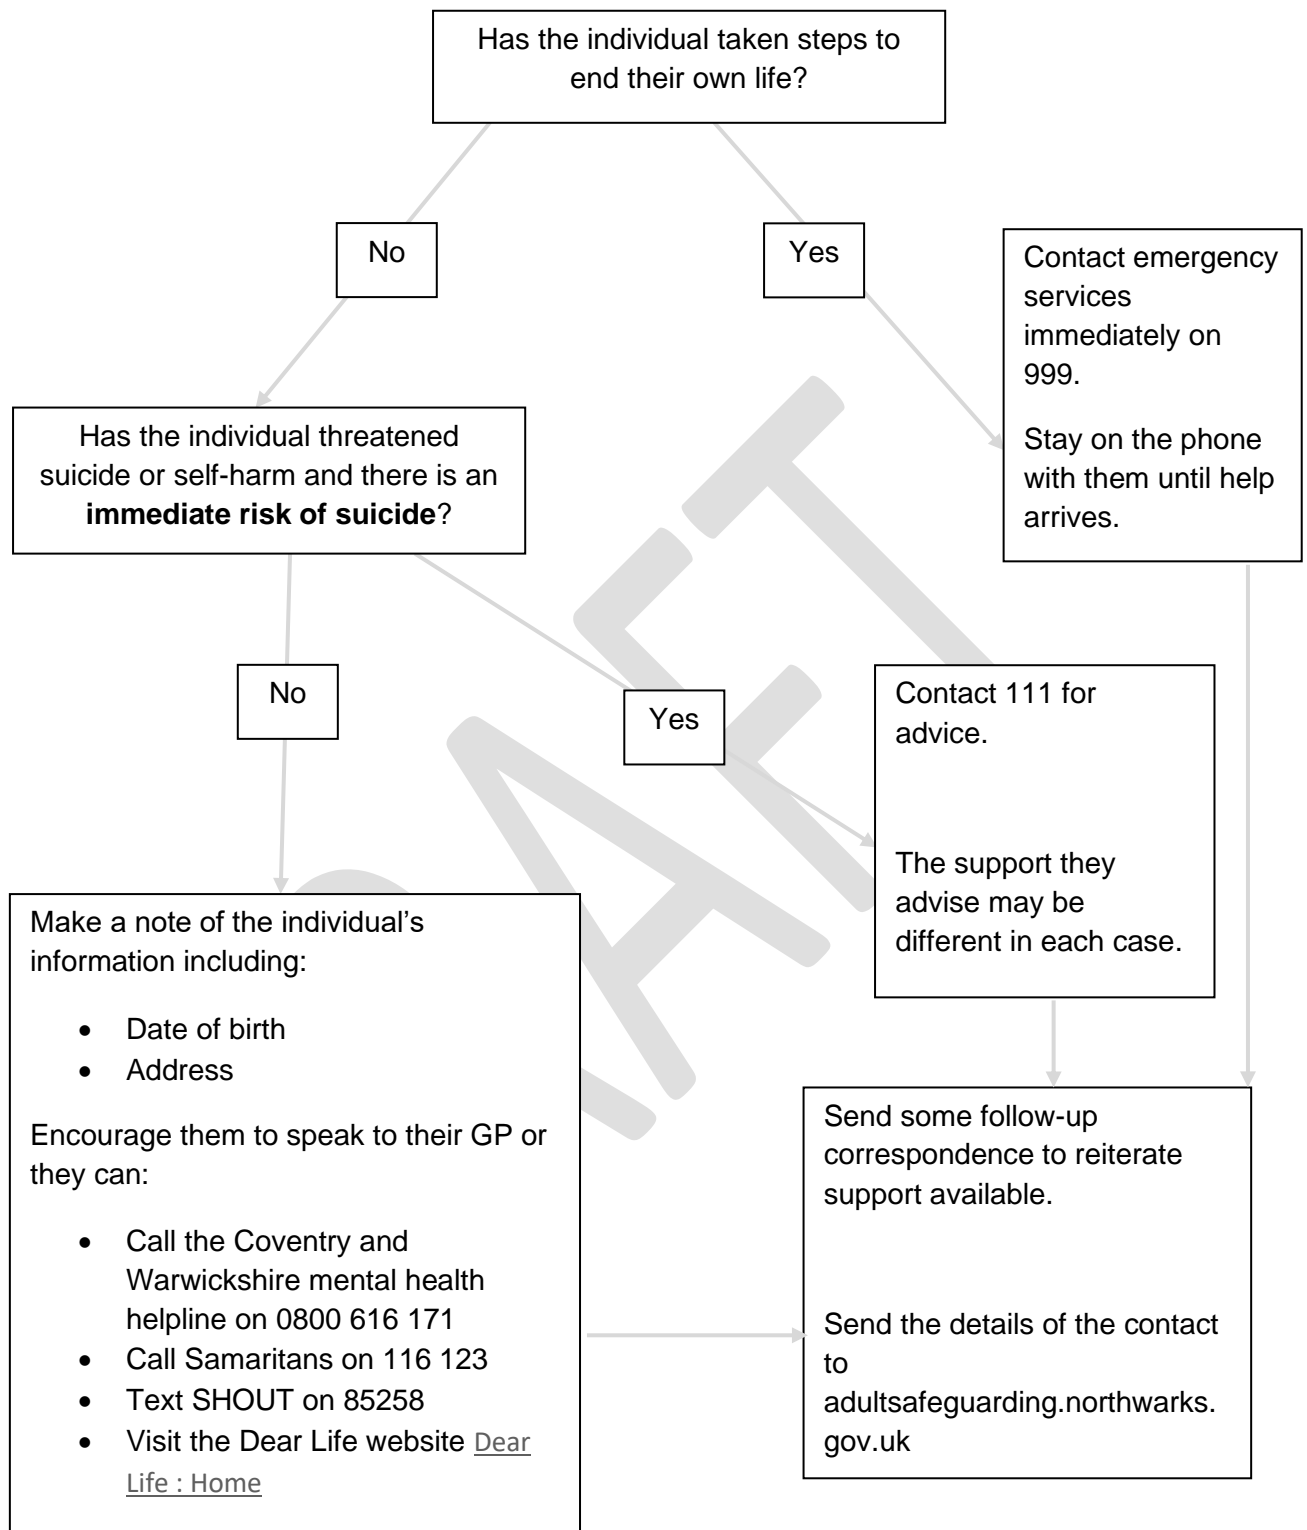 Has the individual taken steps to
end their own life?
No
Yes
Contact emergency
services
immediately on
999.
Stay on the phone
with them until help
arrives.
Has the individual threatened
suicide or self-harm and there is an
immediate risk of suicide?
No
Yes
Contact 111 for
advice.
The support they
advise may be
different in each case.
Make a note of the individual’s
information including:
• Date of birth
• Address
Encourage them to speak to their GP or
they can:
• Call the Coventry and
Warwickshire mental health
helpline on 0800 616 171
• Call Samaritans on 116 123
• Text SHOUT on 85258
• Visit the Dear Life website Dear
Life : Home
Send some follow-up
correspondence to reiterate
support available.
Send the details of the contact
to
adultsafeguarding.northwarks.
gov.uk
DRAFT